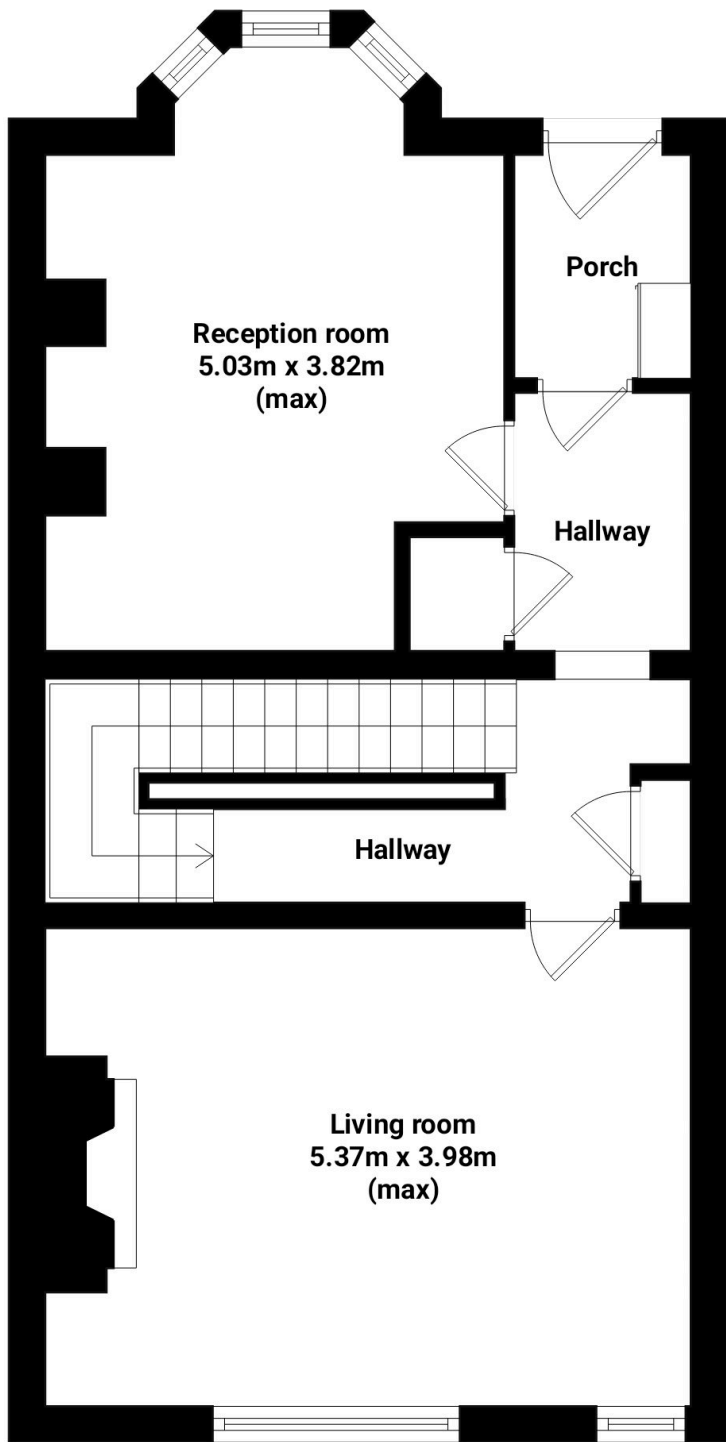 Porch
Reception room
5.03m x 3.82m
(max)
Hallway
Hallway
Living room
5.37m x 3.98m
(max)